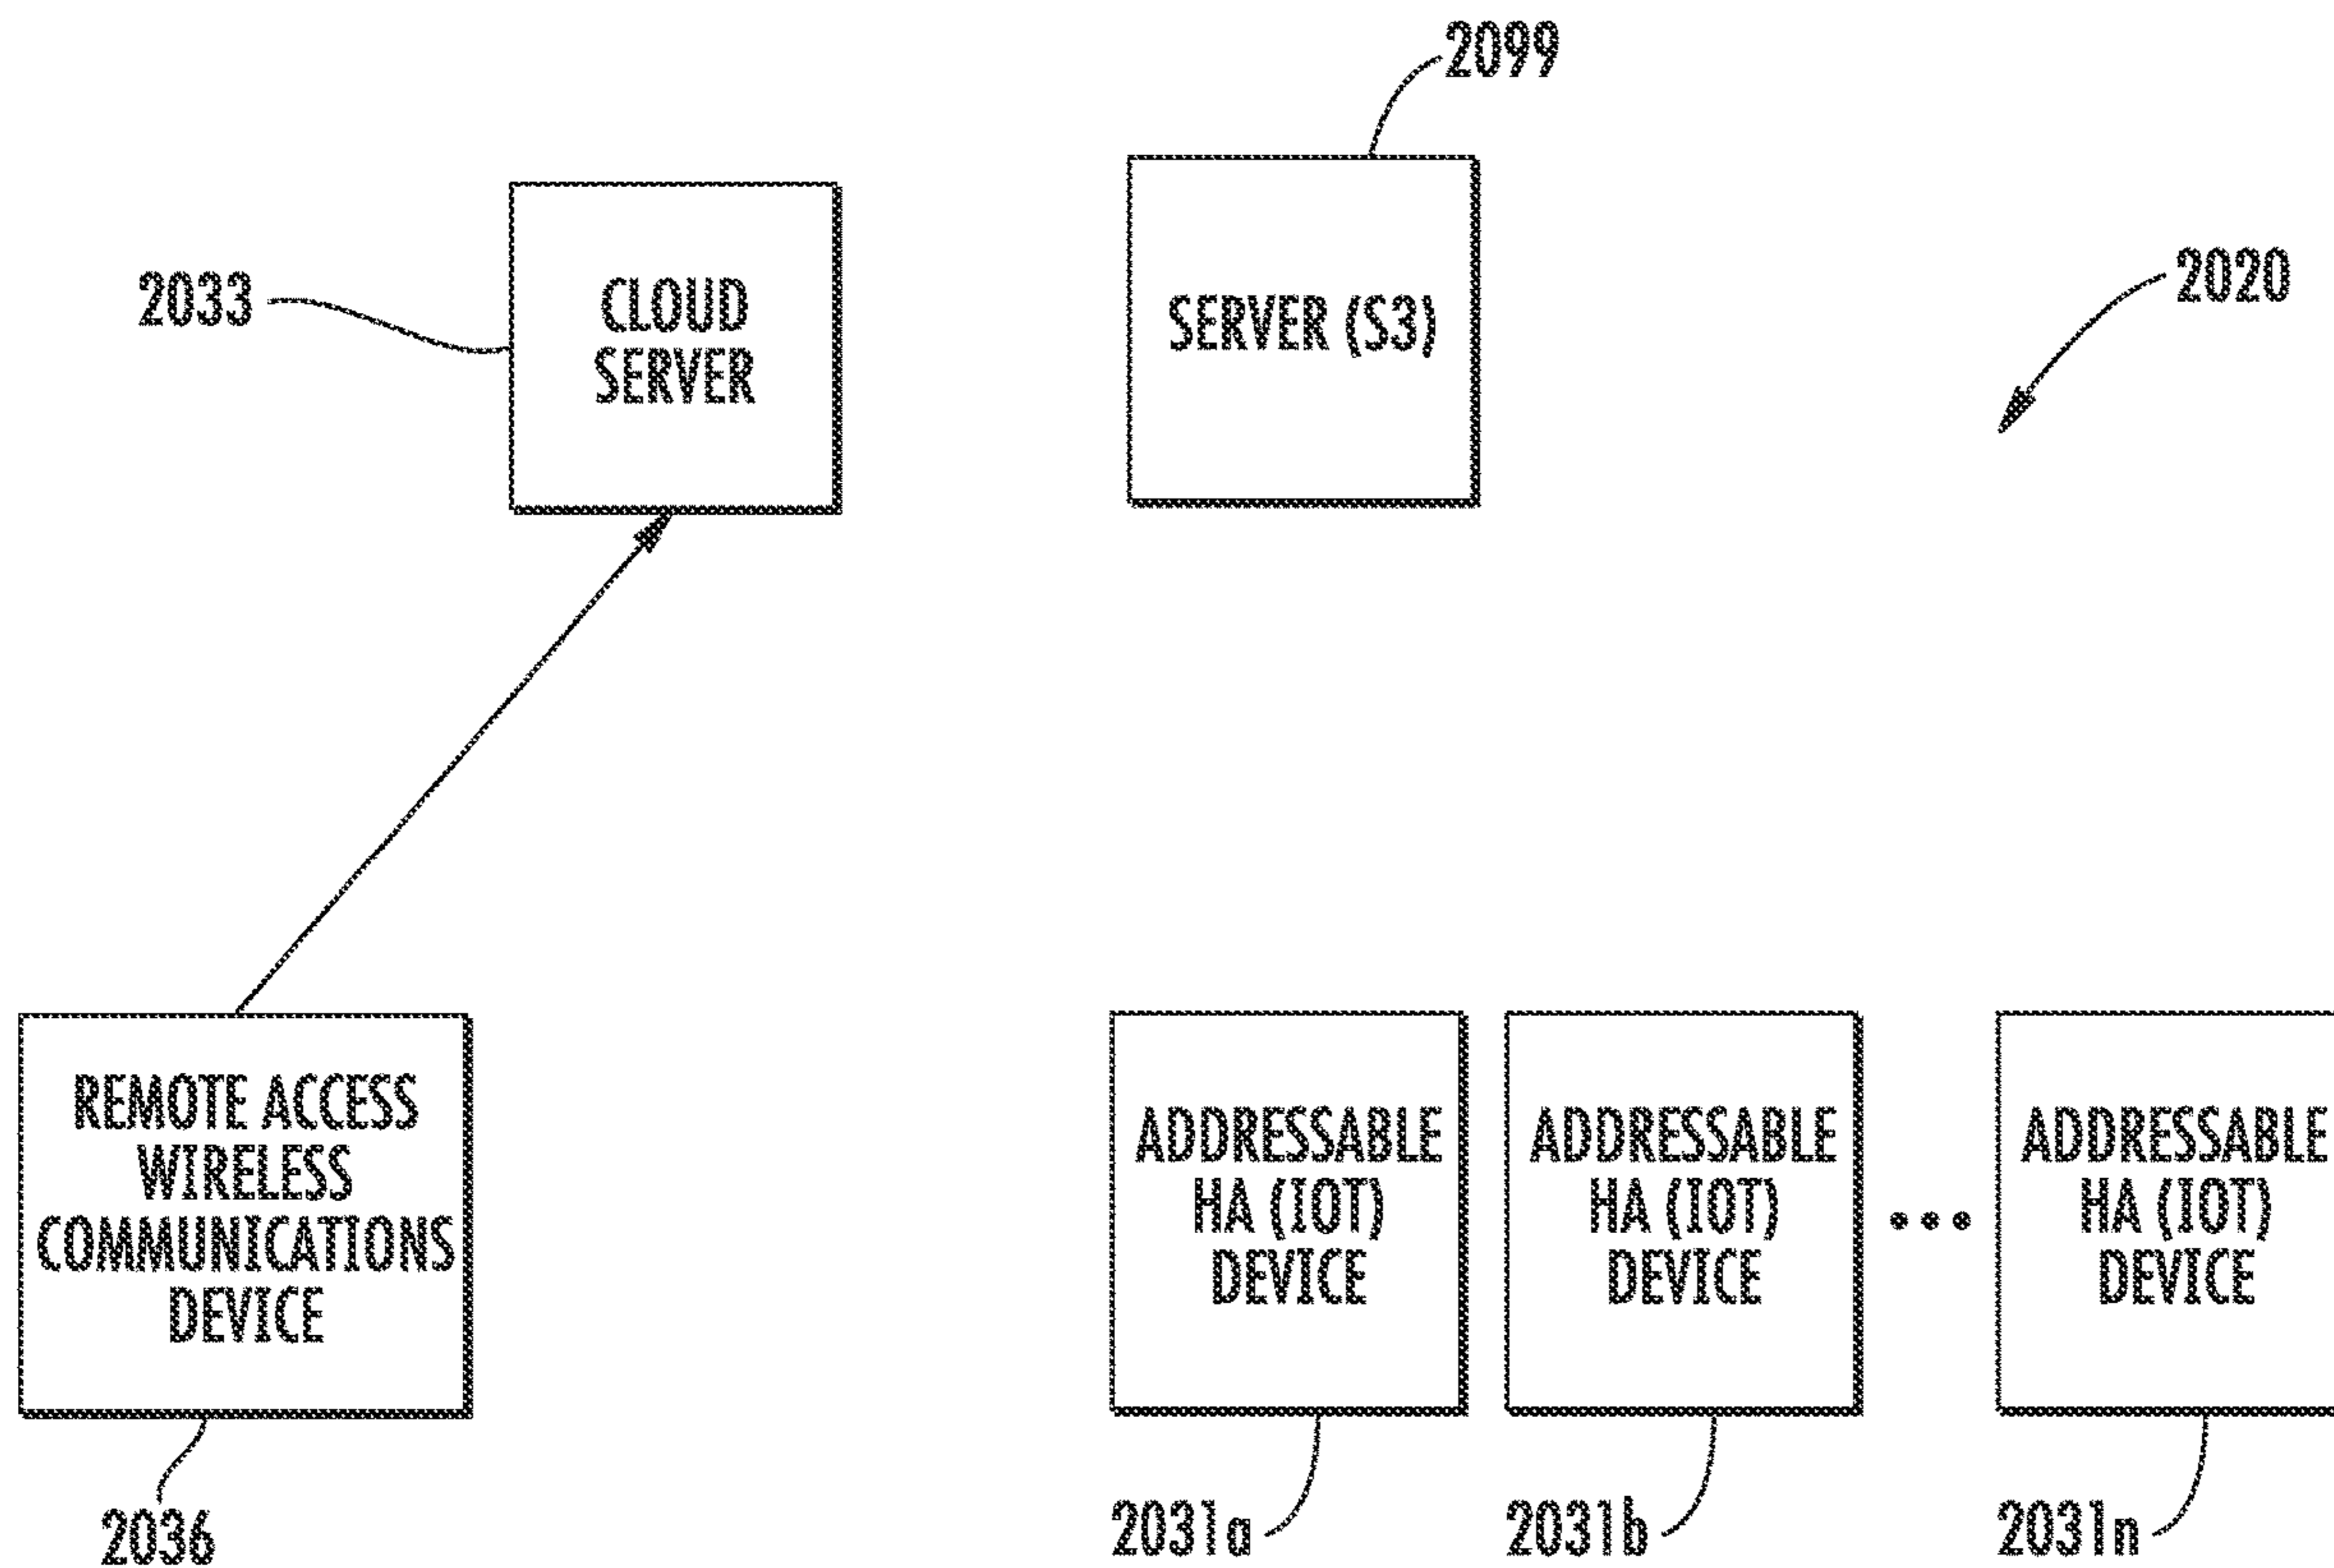 2099
2033
CLOUD
SERVER
SERVER (S3)
2020
REMOTE ACCESS
WIRELESS
COMMUNICATIONS
DEVICE
ADDRESSABLE
HA (IOT)
DEVICE
ADDRESSABLE
HA (IOT)
DEVICE
•••
ADDRESSABLE
HA (IOT)
DEVICE
2036
2031a
2031b
2031n